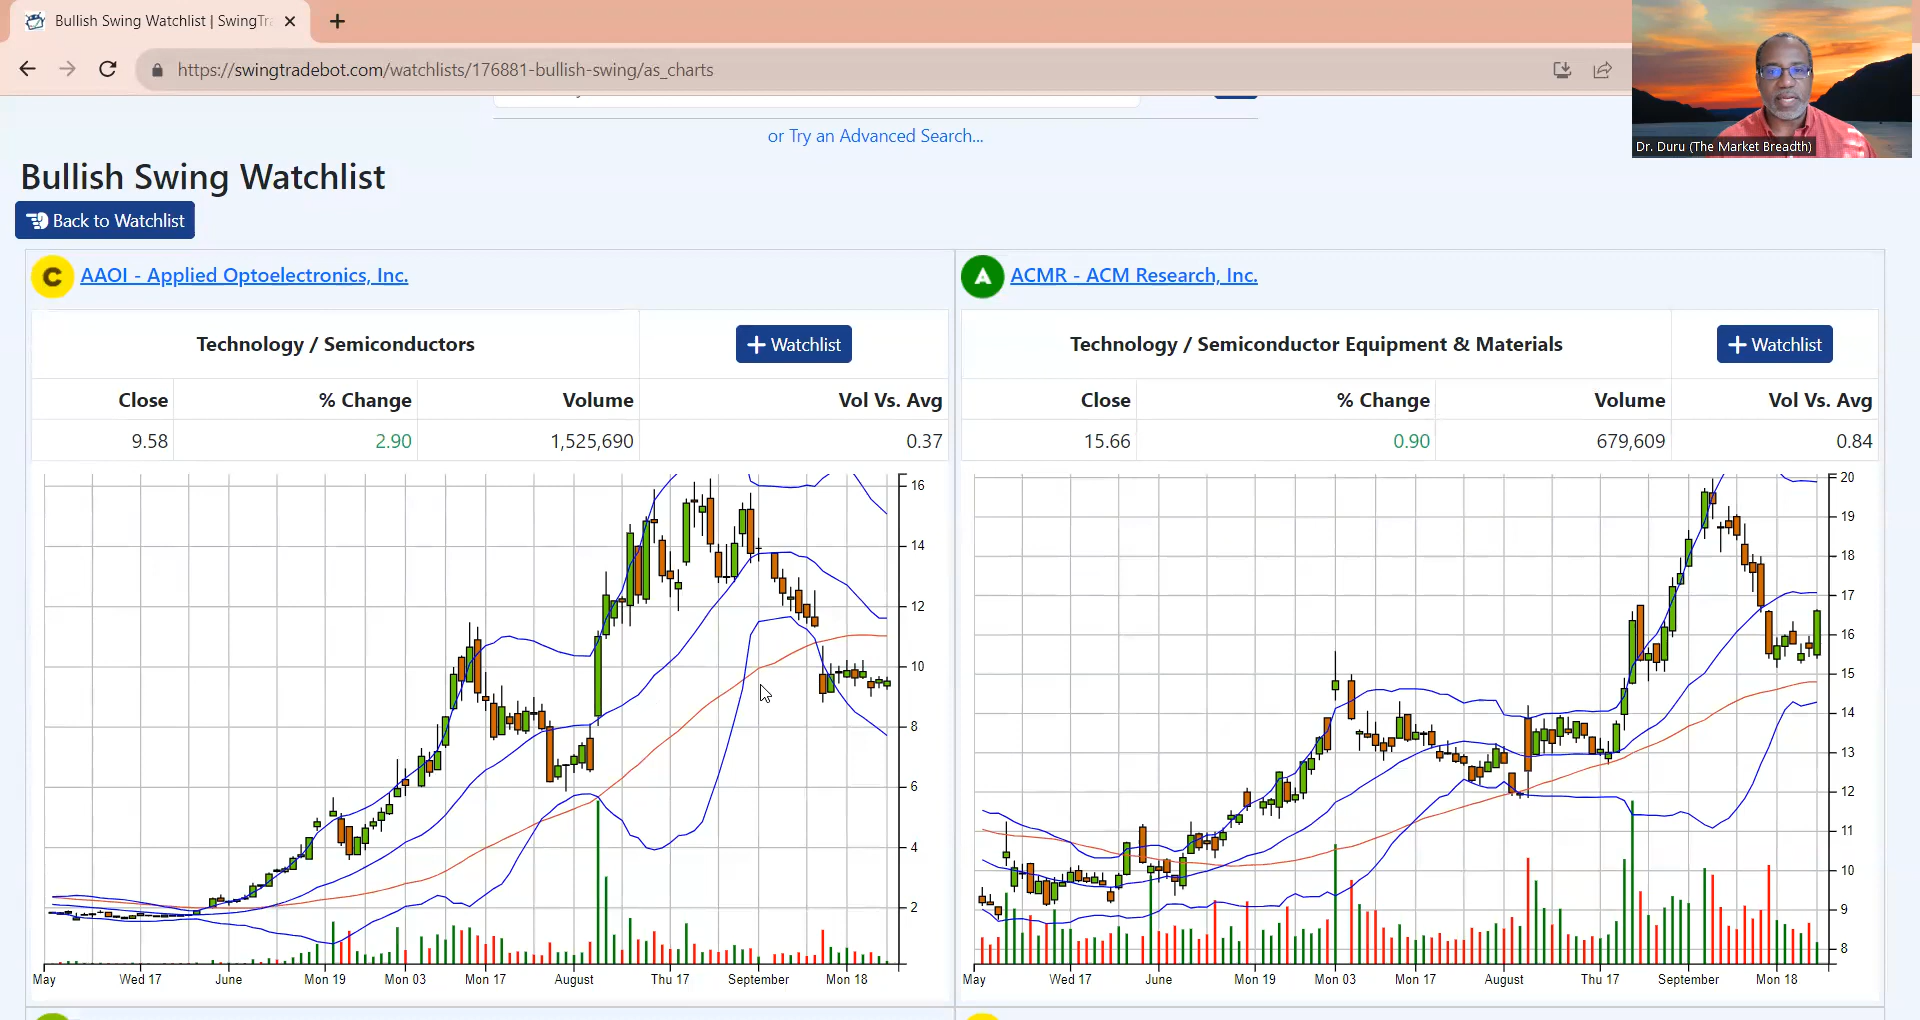 Bullish Swing Watchlist | SwingTra
https://swingtradebot.com/watchlists/176881-bullish-swing/as_charts
Dr. Duru (The Market Breadth)
or Try an Advanced Search...
Bullish Swing Watchlist
Back to Watchlist
C AAOI - Applied Optoelectronics, Inc.
Technology / Semiconductors
+ Watchlist
Close % Change Volume Vol Vs. Avg
9.58 2.90 1,525,690 0.37
16
14
12
10
8
6
4
2
May Wed 17 June Mon 19 Mon 03 Mon 17 August Thu 17 September Mon 18
A ACMR - ACM Research, Inc.
Technology / Semiconductor Equipment & Materials
+ Watchlist
Close % Change Volume Vol Vs. Avg
15.66 0.90 679,609 0.84
20
19
18
17
16
15
14
13
12
11
10
9
8
May Wed 17 June Mon 19 Mon 03 Mon 17 August Thu 17 September Mon 18